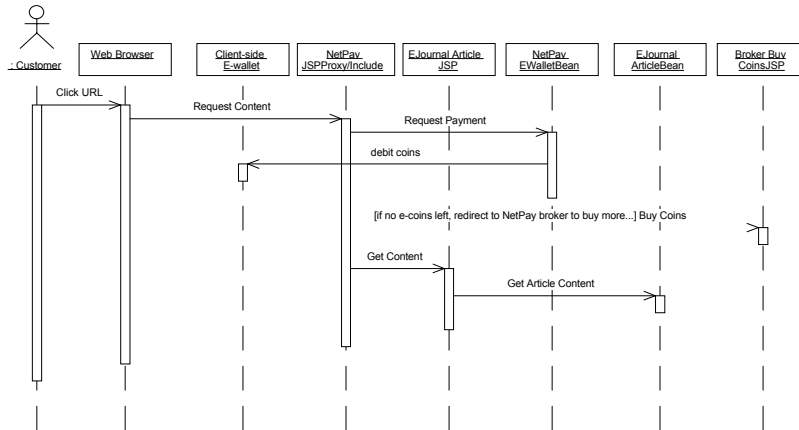 : Customer
Web Browser
Client-side
E-wallet
NetPay
JSPProxy/Include
EJournal Article
JSP
NetPay
EWalletBean
EJournal
ArticleBean
Broker Buy
CoinsJSP
Click URL
Request Content
Request Payment
debit coins
[if no e-coins left, redirect to NetPay broker to buy more...] Buy Coins
Get Content
Get Article Content